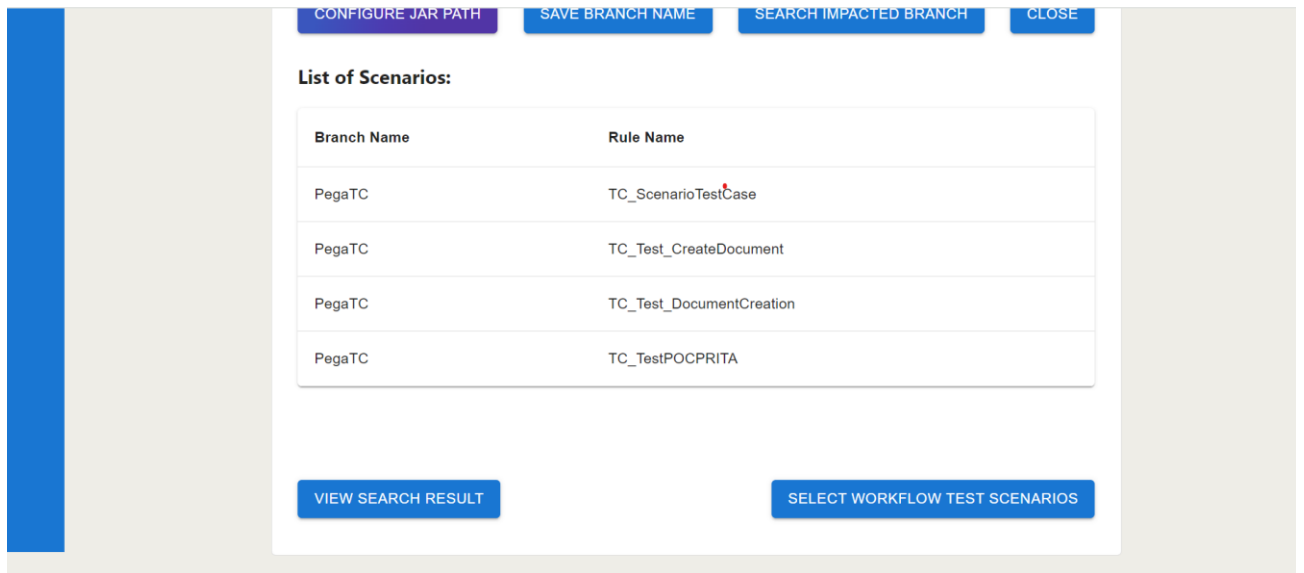 CONFIGURE JAR PATH SAVE BRANCH NAME SEARCH IMPACTED BRANCH CLOSE
List of Scenarios:
Branch Name Rule Name
PegaTC TC_ScenarioTestCase
PegaTC TC_Test_CreateDocument
PegaTC TC_Test_DocumentCreation
PegaTC TC_TestPOCPRITA
VIEW SEARCH RESULT SELECT WORKFLOW TEST SCENARIOS